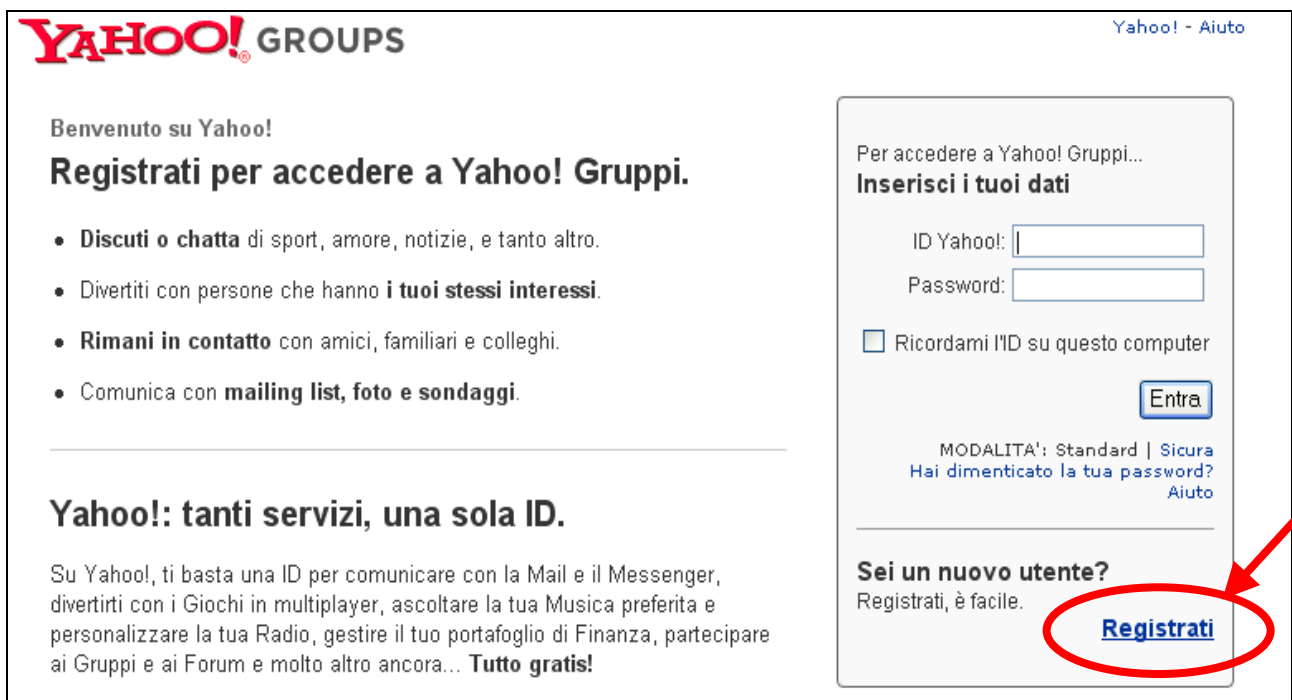 YAHOO!® GROUPS
Yahoo! - Aiuto
Benvenuto su Yahoo!
Registrati per accedere a Yahoo! Gruppi.
• Discuti o chatta di sport, amore, notizie, e tanto altro.
• Divertiti con persone che hanno i tuoi stessi interessi.
• Rimani in contatto con amici, familiari e colleghi.
• Comunica con mailing list, foto e sondaggi.
Yahoo!: tanti servizi, una sola ID.
Su Yahoo!, ti basta una ID per comunicare con la Mail e il Messenger,
divertirti con i Giochi in multiplayer, ascoltare la tua Musica preferita e
personalizzare la tua Radio, gestire il tuo portafoglio di Finanza, partecipare
ai Gruppi e ai Forum e molto altro ancora... Tutto gratis!
Per accedere a Yahoo! Gruppi...
Inserisci i tuoi dati
ID Yahoo!:
Password:
Ricordami l'ID su questo computer
Entra
MODALITA': Standard | Sicura
Hai dimenticato la tua password?
Aiuto
Sei un nuovo utente?
Registrati, è facile.
Registrati